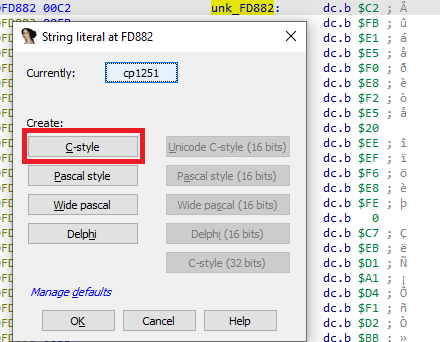 0FD882 00C2 unk_FD882: dc.b $C2 ; Â
dc.b $FB ; û
String literal at FD882
dc.b $E1 ; á
dc.b $E5 ; å
Currently: cp1251
dc.b $F0 ; ð
dc.b $E8 ; è
dc.b $F2 ; ò
dc.b $E5 ; å
Create:
dc.b $20
C-style Unicode C-style (16 bits)
dc.b $EE ; î
dc.b $EF ; ï
Pascal style Pascal style (16 bits)
dc.b $F6 ; ö
dc.b $E8 ; è
Wide pascal Wide pascal (16 bits)
dc.b $FE ; þ
dc.b 0
Delphi Delphi (16 bits)
dc.b $C7 ; Ç
dc.b $EB ; ë
C-style (32 bits)
dc.b $D1 ; Ñ
dc.b $A1 ; ¡
Manage defaults
dc.b $D4 ; Ô
dc.b $F1 ; ñ
OK Cancel Help
dc.b $D2 ; Ò
dc.b $BB ; »